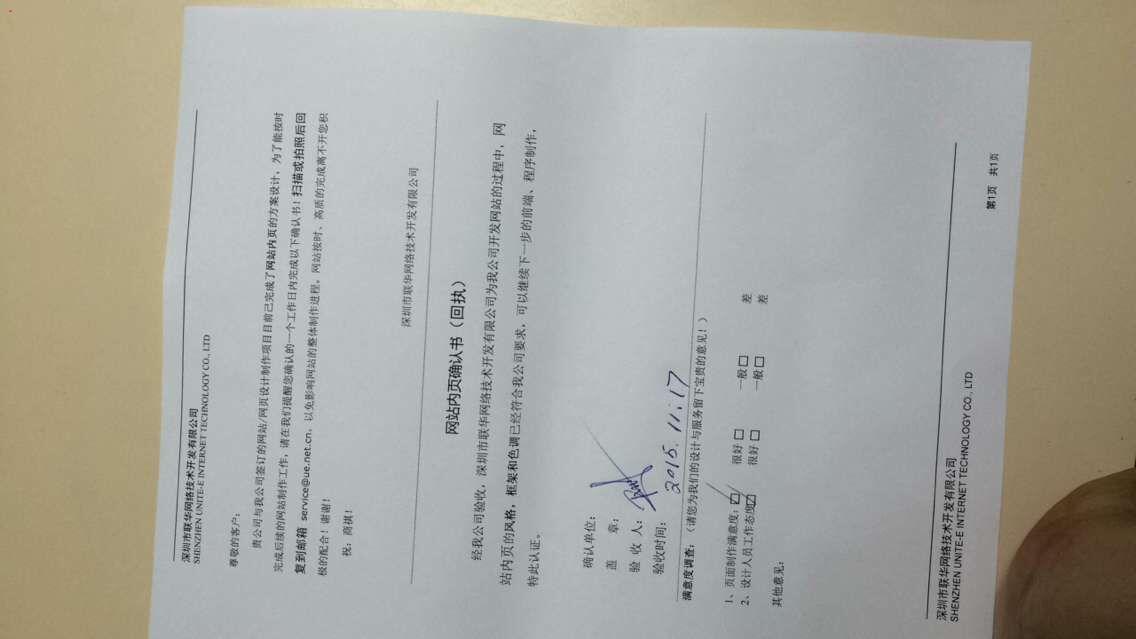 深圳市联华网络技术开发有限公司
SHENZHEN UNITE-E INTERNET TECHNOLOGY CO., LTD
尊敬的客户：
贵公司与我公司签订的网站/网页设计制作项目目前已完成了网站内页的方案设计，为了能按时
完成后续的网站制作工作，请在我们提醒您确认的一个工作日内完成以下确认书！扫描或拍照后回
复到邮箱 service@ue.net.cn，以免影响网站的整体制作进程。网站按时、高质的完成离不开您积
极的配合！谢谢！
祝：商祺！
深圳市联华网络技术开发有限公司
网站内页确认书（回执）
经我公司验收，深圳市联华网络技术开发有限公司为我公司开发网站的过程中，网
站内页的风格，框架和色调已经符合我公司要求，可以继续下一步的前端、程序制作，
特此认证。
确认单位：
盖 章：
验 收 人：
验收时间： 2015.11.17
满意度调查：（请您为我们的设计与服务留下宝贵的意见！）
1、页面制作满意度：☑ 很好 □ 一般 □ 差
2、设计人员工作态度☑ 很好 □ 一般 □ 差
其他意见：
深圳市联华网络技术开发有限公司
SHENZHEN UNITE-E INTERNET TECHNOLOGY CO., LTD
第1页 共1页